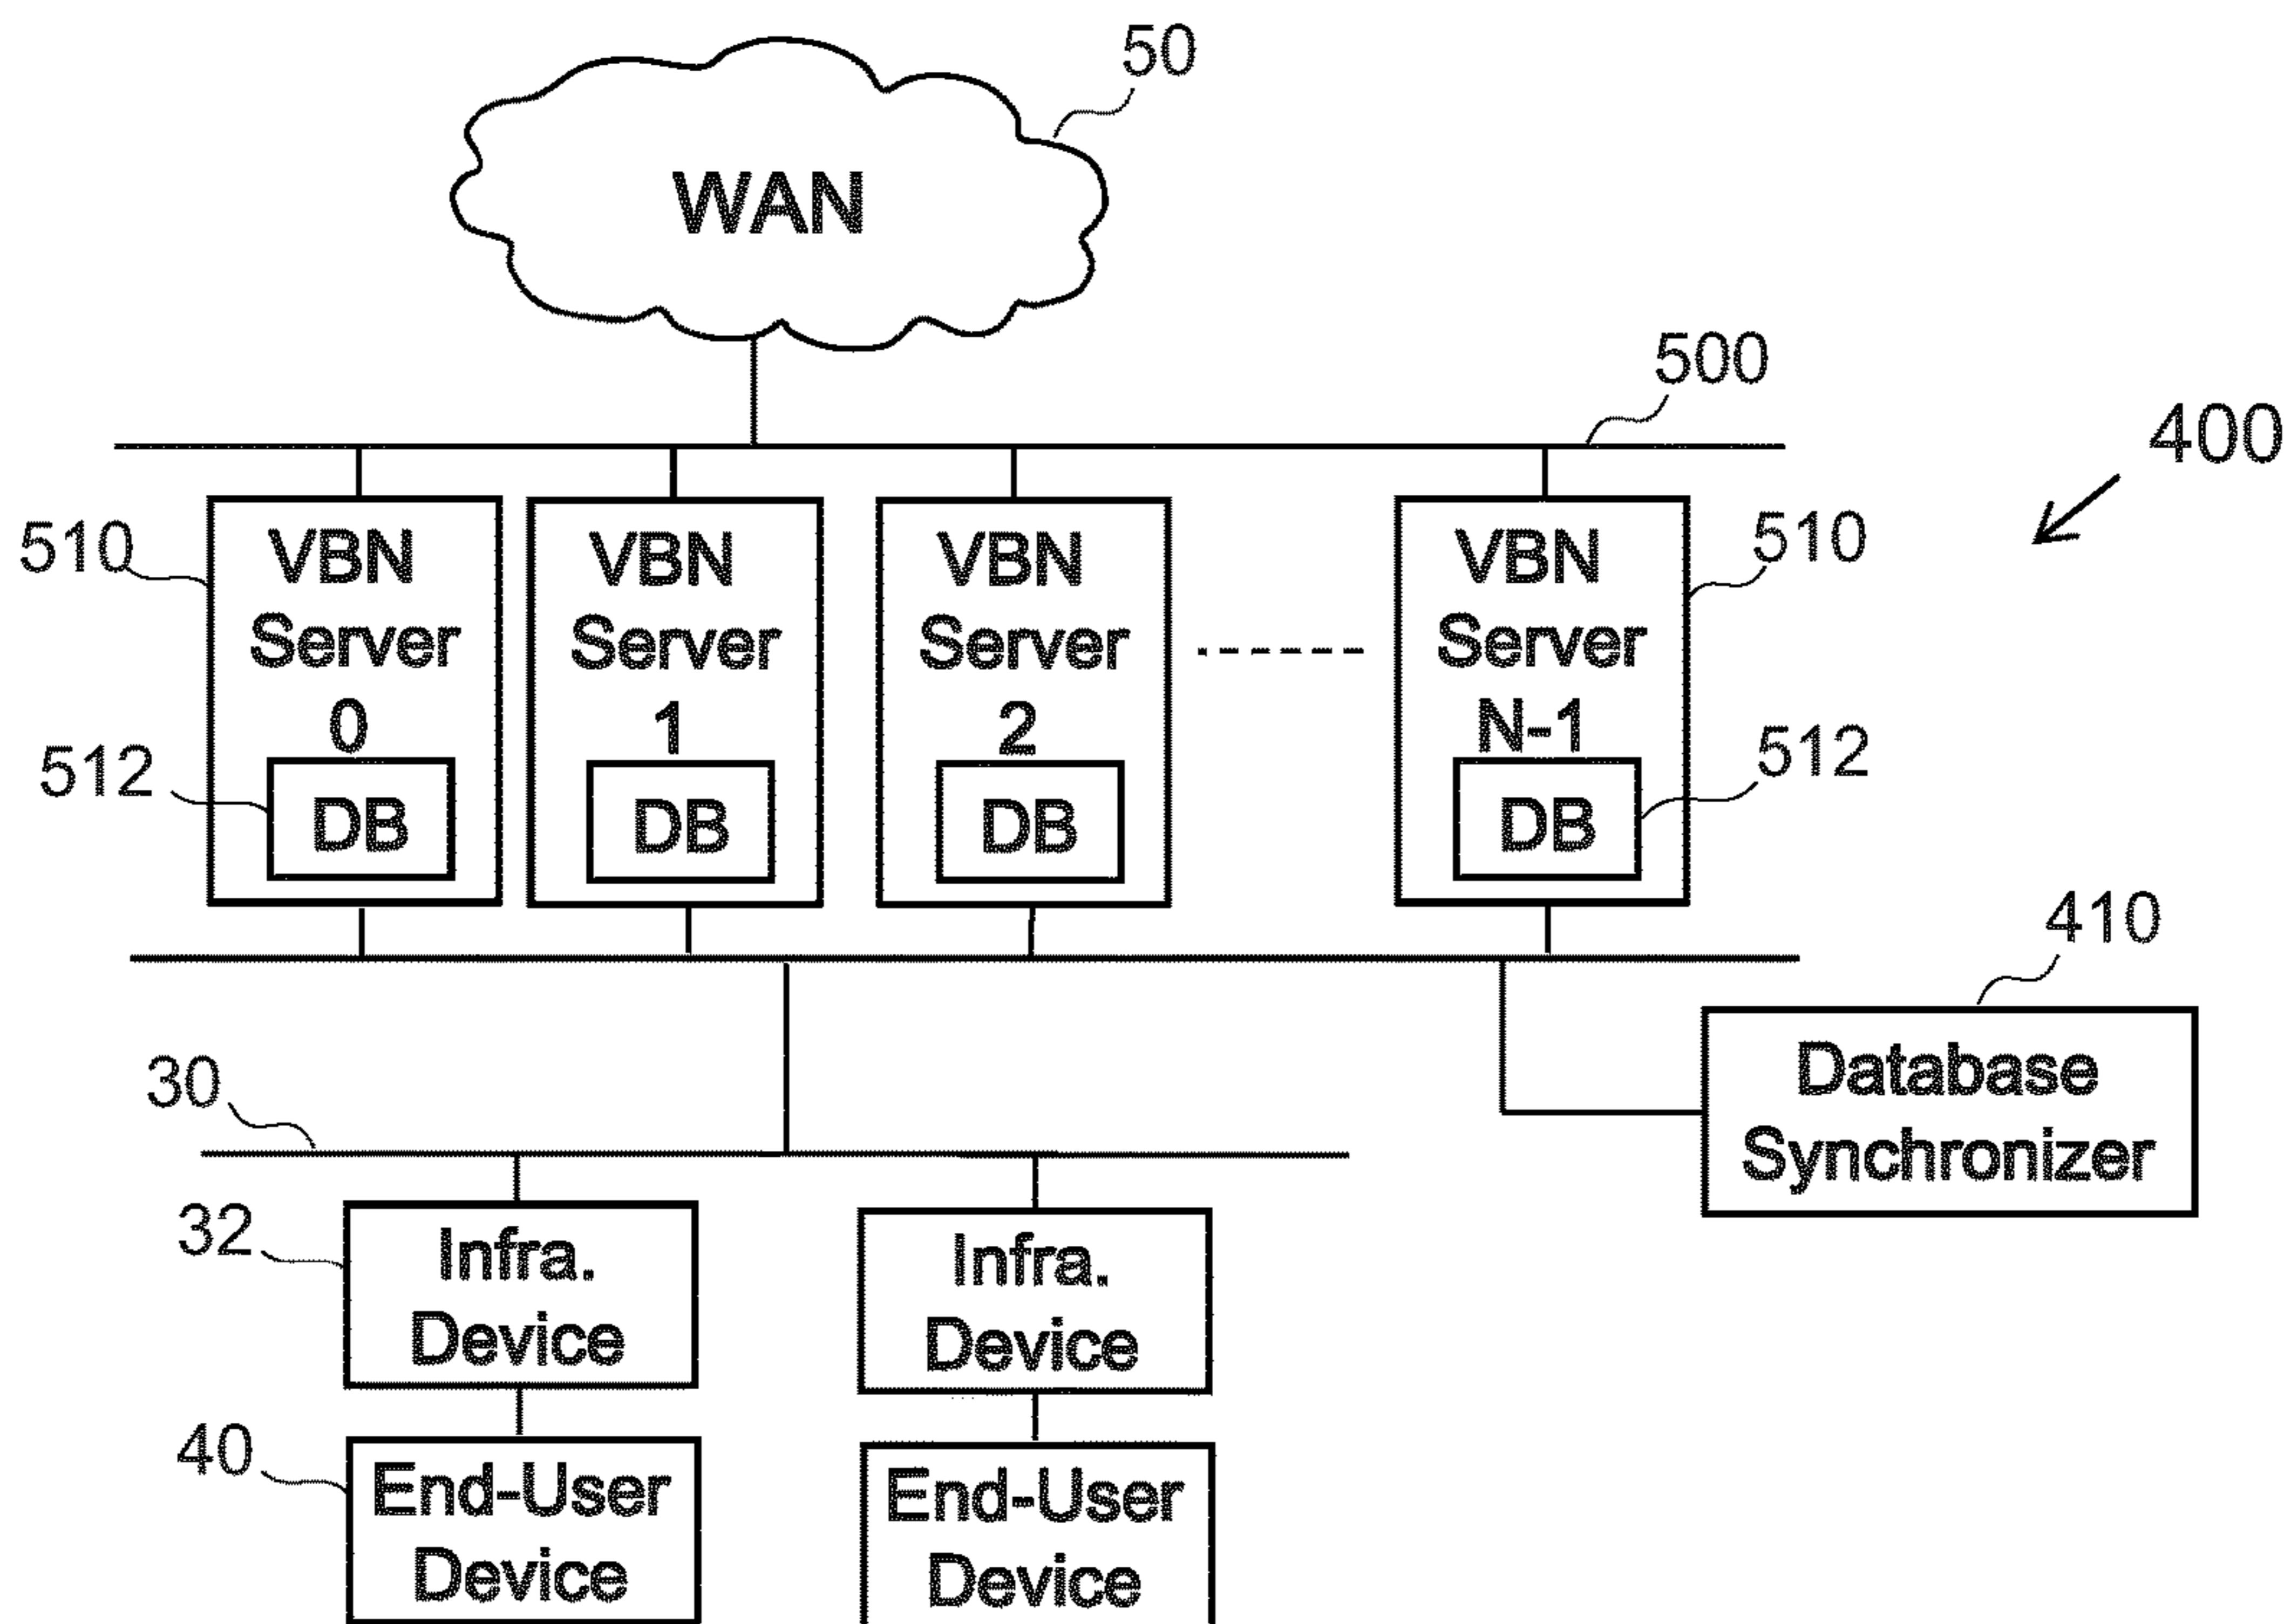 50
WAN
500
400
510
VBN
Server
0
VBN
Server
1
VBN
Server
2
VBN
Server
N-1
510
512
DB
DB
DB
DB
512
410
Database
Synchronizer
30
32
Infra.
Device
Infra.
Device
40
End-User
Device
End-User
Device